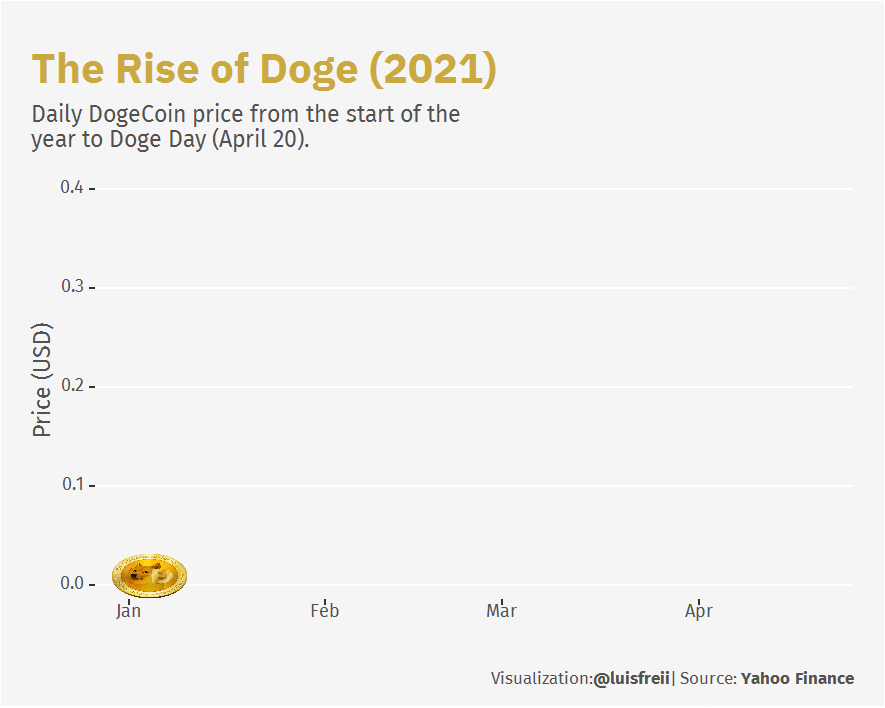 The Rise of Doge (2021)
Daily DogeCoin price from the start of the
year to Doge Day (April 20).
0.4
0.3
0.2
0.1
0.0
Price (USD)
Jan Feb Mar Apr
Visualization:@luisfreii| Source: Yahoo Finance